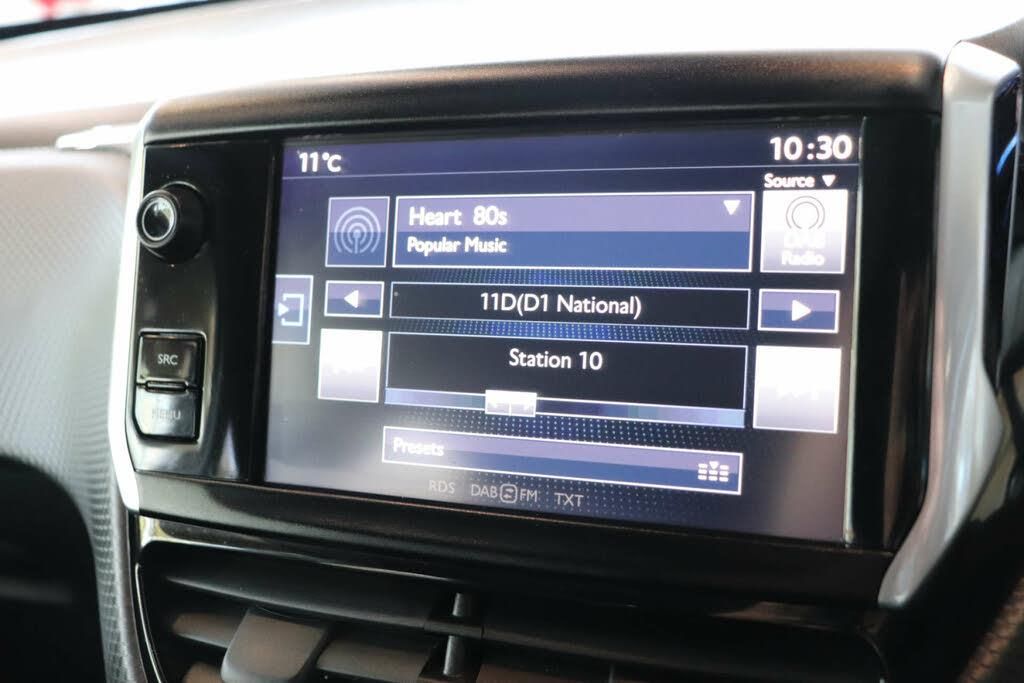 11°C
10:30
Source
Heart 80s
Popular Music
DAB
Radio
11D(D1 National)
SRC
Station 10
MENU
Presets
RDS DAB FM TXT